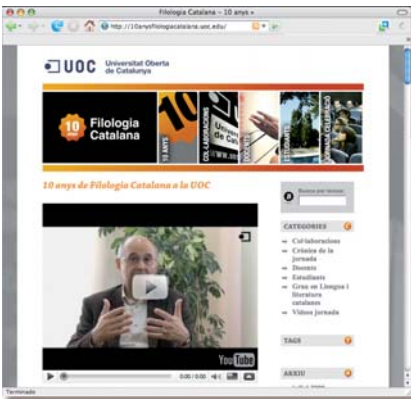 Filologia Catalana – 10 anys »
http://10anysfilologiacatalana.uoc.edu/
UOC
Universitat Oberta
de Catalunya
10
ANYS
Filologia
Catalana
10
10 ANYS
COL·LABORACIONS
DOCENTS
ESTUDIANTS
JORNADA CELEBRACIÓ
10 anys de Filologia Catalana a la UOC
Busqueu per termes:
CATEGORIES
Col·laboracions
Crònica de la
jornada
Docents
Estudiants
Grau en Llengua i
literatura
catalanes
Vídeos jornada
TAGS
ARXIU
YouTube
0:00 / 0:00
Terminado